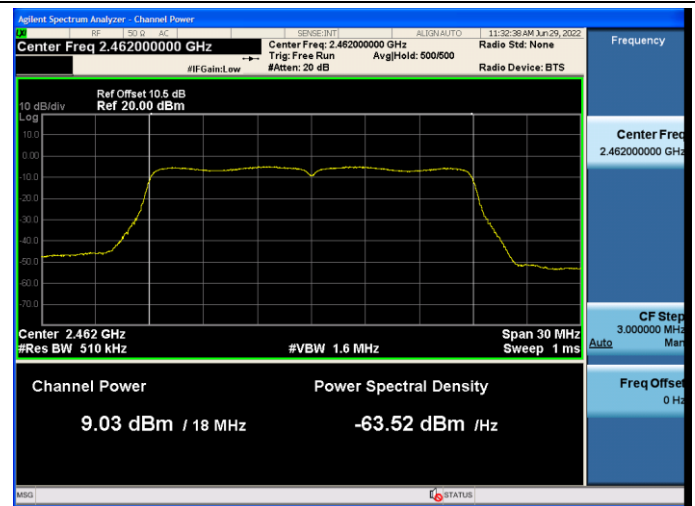 Agilent Spectrum Analyzer - Channel Power
RF 50 Ω AC SENSE:INT ALIGN AUTO 11:32:38 AM Jun 29, 2022
Center Freq 2.462000000 GHz
Center Freq: 2.462000000 GHz
Radio Std: None
Trig: Free Run Avg|Hold: 500/500
#IFGain:Low #Atten: 20 dB Radio Device: BTS
Ref Offset 10.5 dB
10 dB/div Ref 20.00 dBm
Log
10.0
0.00
-10.0
-20.0
-30.0
-40.0
-50.0
-60.0
-70.0
Center 2.462 GHz Span 30 MHz
#Res BW 510 kHz #VBW 1.6 MHz Sweep 1 ms
Channel Power Power Spectral Density
9.03 dBm / 18 MHz -63.52 dBm /Hz
Frequency
Center Freq
2.462000000 GHz
CF Step
3.000000 MHz
Auto Man
Freq Offset
0 Hz
MSG STATUS